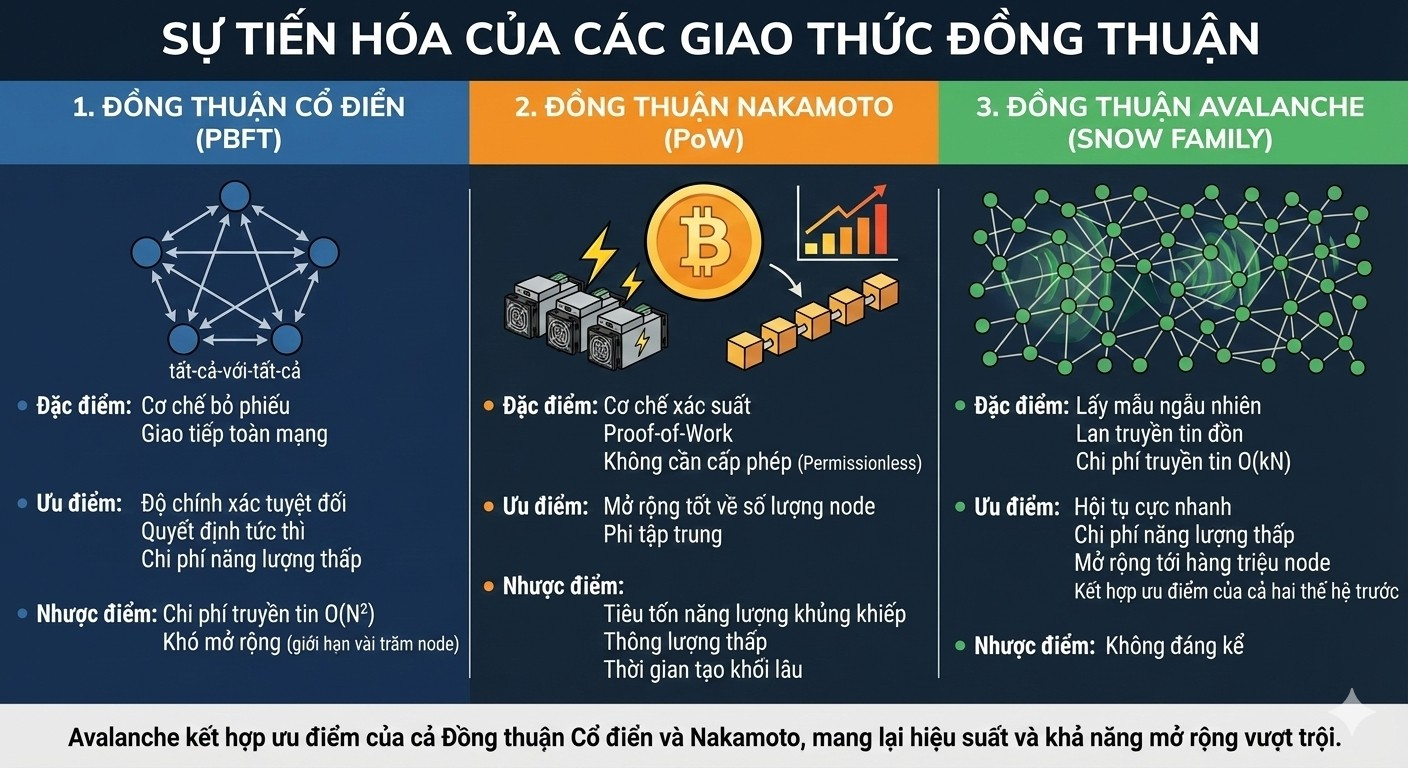 SỰ TIẾN HÓA CỦA CÁC GIAO THỨC ĐỒNG THUẬN
1. ĐỒNG THUẬN CỔ ĐIỂN
(PBFT)
tất-cả-với-tất-cả
Đặc điểm: Cơ chế bỏ phiếu
Giao tiếp toàn mạng
Ưu điểm: Độ chính xác tuyệt đối
Quyết định tức thì
Chi phí năng lượng thấp
Nhược điểm: Chi phí truyền tin O(N²)
Khó mở rộng (giới hạn vài trăm node)
2. ĐỒNG THUẬN NAKAMOTO
(PoW)
Đặc điểm: Cơ chế xác suất
Proof-of-Work
Không cần cấp phép (Permissionless)
Ưu điểm: Mở rộng tốt về số lượng node
Phi tập trung
Nhược điểm:
Tiêu tốn năng lượng khủng khiếp
Thông lượng thấp
Thời gian tạo khối lâu
3. ĐỒNG THUẬN AVALANCHE
(SNOW FAMILY)
Đặc điểm: Lấy mẫu ngẫu nhiên
Lan truyền tin đồn
Chi phí truyền tin O(kN)
Ưu điểm: Hội tụ cực nhanh
Chi phí năng lượng thấp
Mở rộng tới hàng triệu node
Kết hợp ưu điểm của cả hai thế hệ trước
Nhược điểm: Không đáng kể
Avalanche kết hợp ưu điểm của cả Đồng thuận Cổ điển và Nakamoto, mang lại hiệu suất và khả năng mở rộng vượt trội.